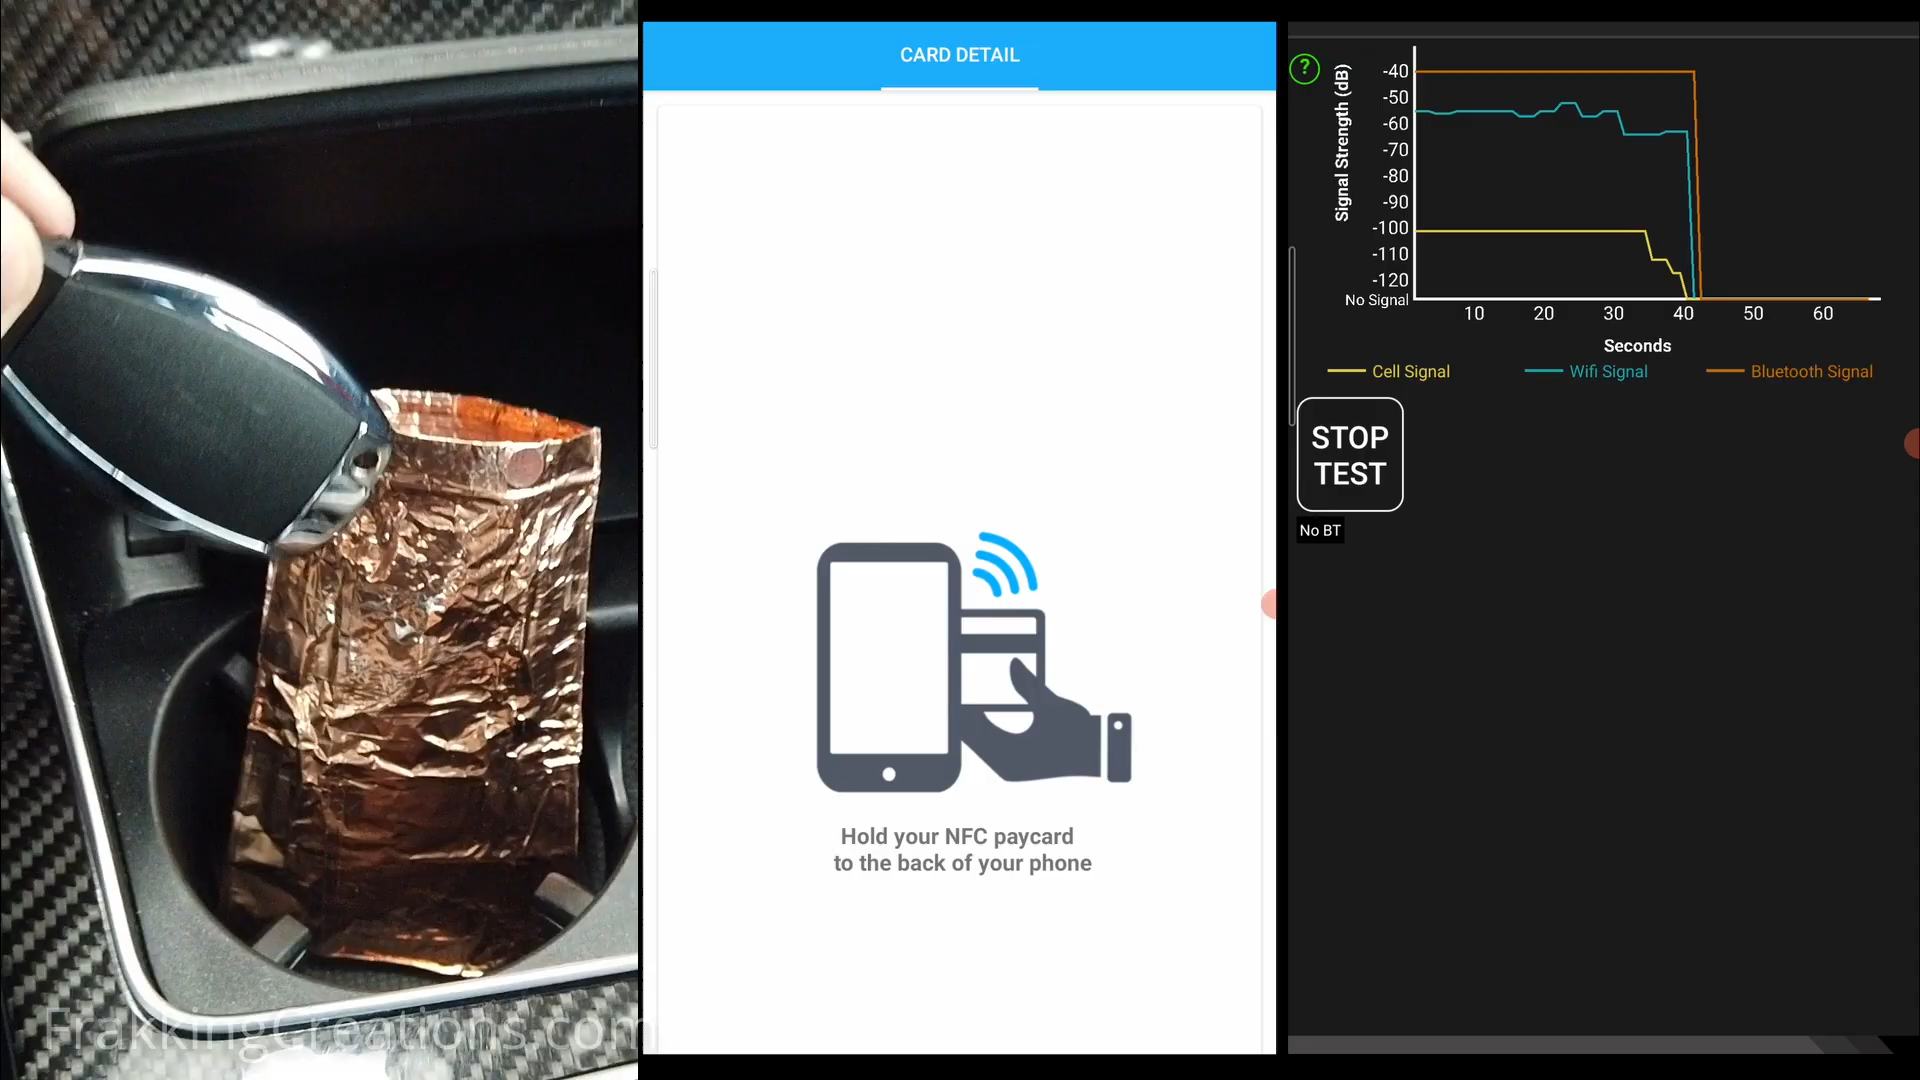 CARD DETAIL
Hold your NFC paycard
to the back of your phone
FrakkingCreations.com
?
Signal Strength (dB)
-40
-50
-60
-70
-80
-90
-100
-110
-120
No Signal
10 20 30 40 50 60
Seconds
Cell Signal Wifi Signal Bluetooth Signal
STOP
TEST
No BT